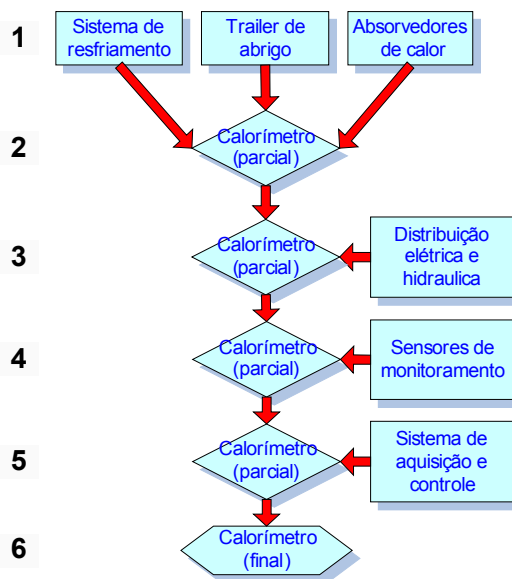 1
Sistema de
resfriamento
Trailer de
abrigo
Absorvedores
de calor
2
Calorímetro
(parcial)
3
Calorímetro
(parcial)
Distribuição
elétrica e
hidraulica
4
Calorímetro
(parcial)
Sensores de
monitoramento
5
Calorímetro
(parcial)
Sistema de
aquisição e
controle
6
Calorímetro
(final)